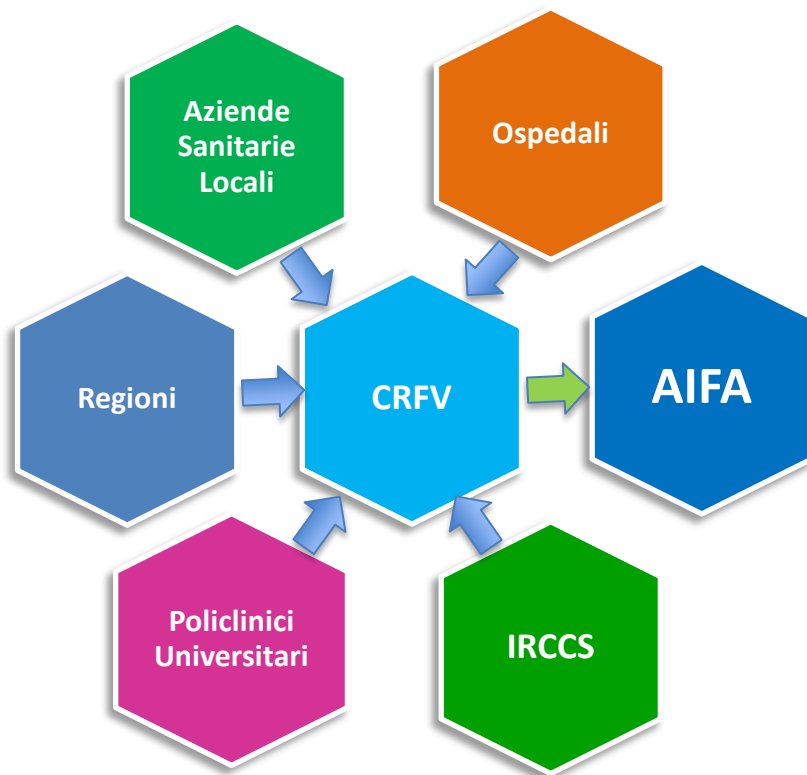 Aziende
Sanitarie
Locali
Ospedali
Regioni
CRFV
AIFA
Policlinici
Universitari
IRCCS